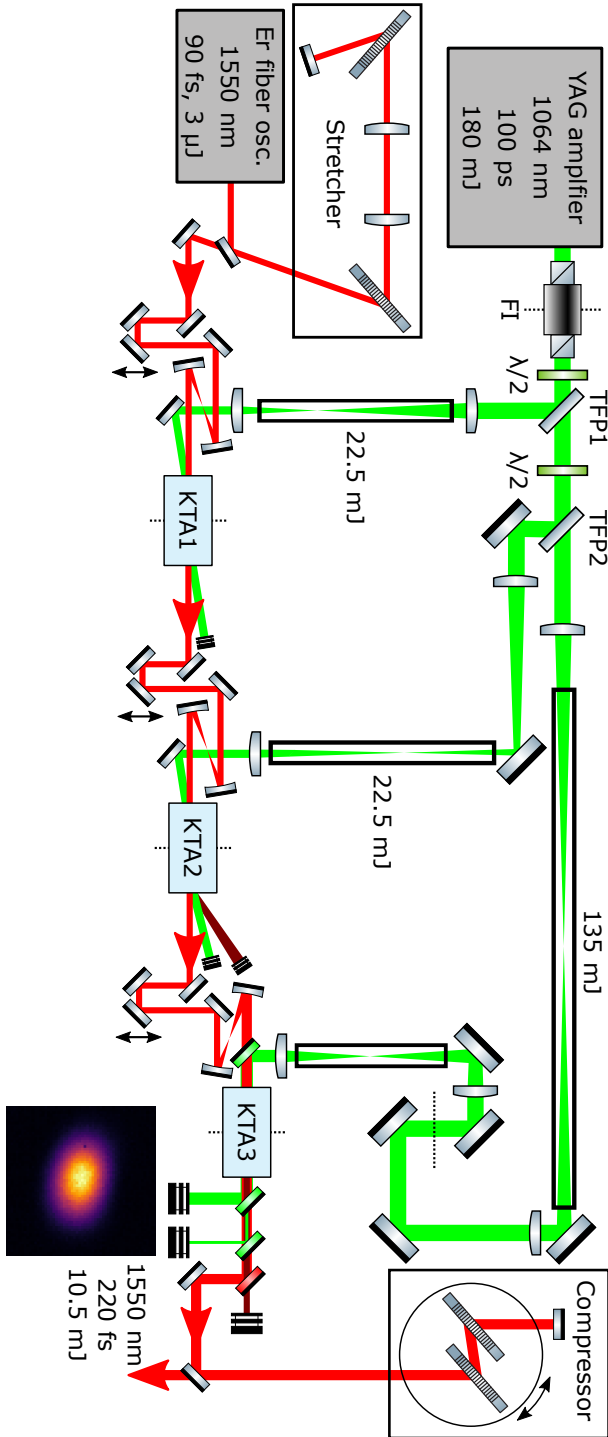 YAG amplfier
1064 nm
100 ps
180 mJ
FI
λ/2
TFP1
λ/2
TFP2
135 mJ
Stretcher
Er fiber osc.
1550 nm
90 fs, 3 µJ
22.5 mJ
22.5 mJ
KTA1
KTA2
KTA3
Compressor
1550 nm
220 fs
10.5 mJ